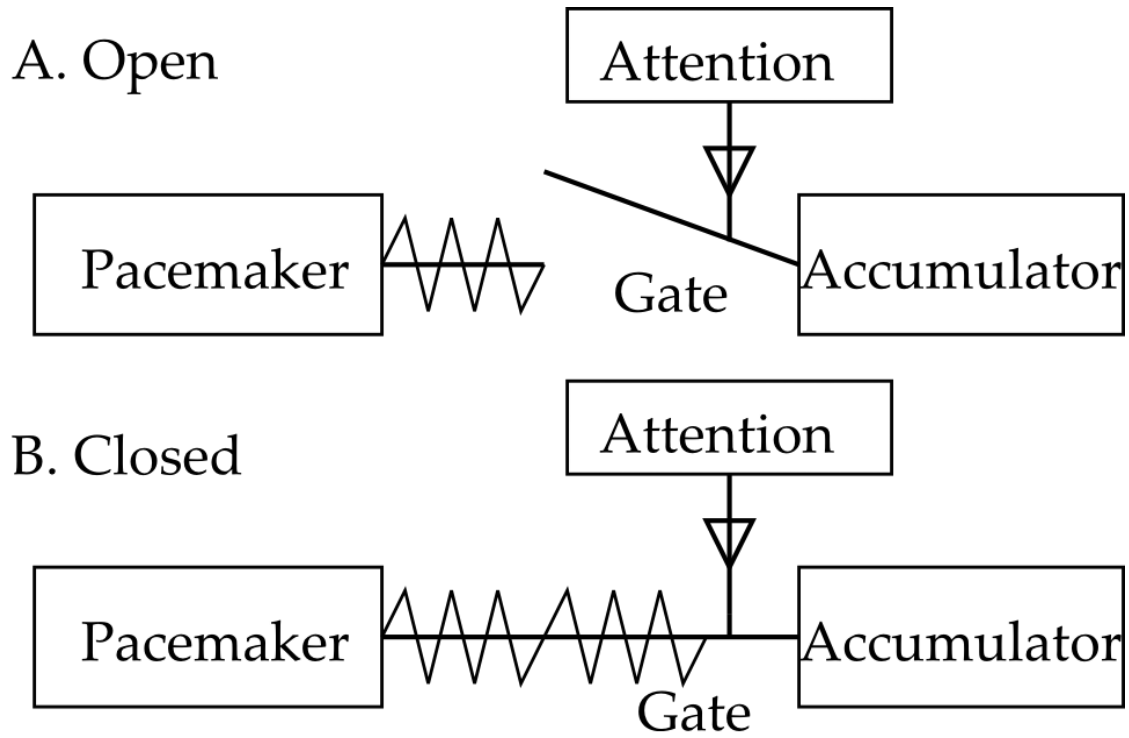 A. Open
Attention
Pacemaker
Gate
Accumulator
B. Closed
Attention
Pacemaker
Gate
Accumulator